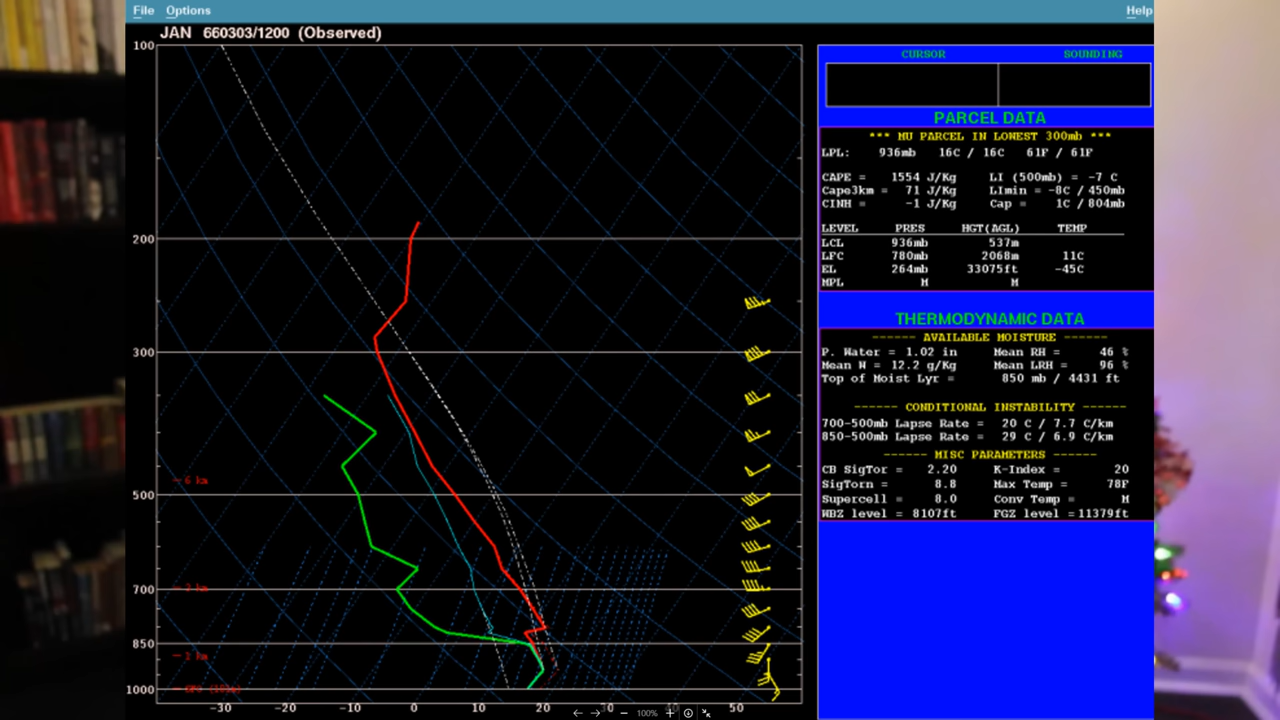 File Options Help
JAN 660303/1200 (Observed)
CURSOR SOUNDING
PARCEL DATA
*** MU PARCEL IN LOWEST 300mb ***
LPL: 936mb 16C / 16C 61F / 61F
CAPE = 1554 J/Kg LI (500mb) = -7 C
Cape3km = 71 J/Kg LImin = -8C / 450mb
CINH = -1 J/Kg Cap = 1C / 804mb
LEVEL PRES HGT(AGL) TEMP
LCL 936mb 537m
LFC 780mb 2068m 11C
EL 264mb 33075ft -45C
MPL M M
THERMODYNAMIC DATA
------ AVAILABLE MOISTURE ------
P. Water = 1.02 in Mean RH = 46 %
Mean W = 12.2 g/Kg Mean LRH = 96 %
Top of Moist Lyr = 850 mb / 4431 ft
------ CONDITIONAL INSTABILITY ------
700-500mb Lapse Rate = 20 C / 7.7 C/km
850-500mb Lapse Rate = 29 C / 6.9 C/km
------ MISC PARAMETERS ------
CB SigTor = 2.20 K-Index = 20
SigTorn = 8.8 Max Temp = 78F
Supercell = 8.0 Conv Temp = M
WBZ level = 8107ft FGZ level =11379ft
100
200
300
500
700
850
1000
6 km
3 km
1 km
-30 -20 -10 0 10 20 30 50
100%